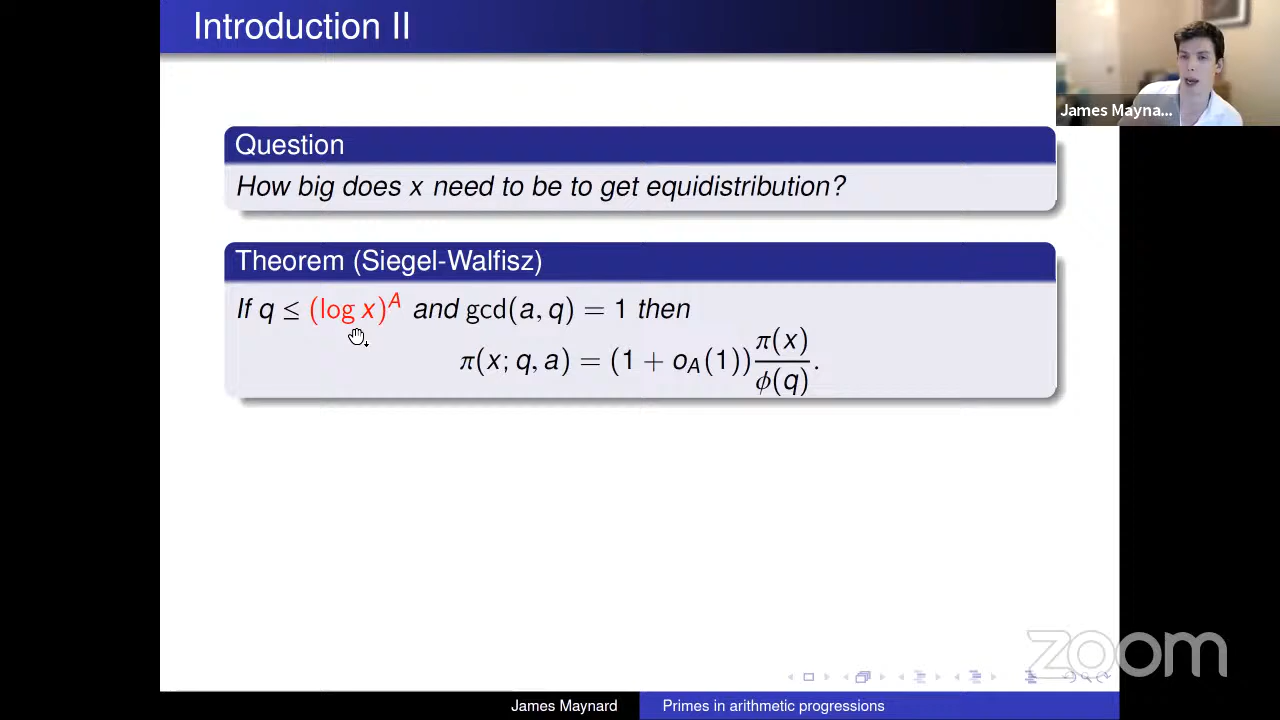 Introduction II
James Mayna...
Question
How big does x need to be to get equidistribution?
Theorem (Siegel-Walfisz)
If q ≤ (log x)^A and gcd(a, q) = 1 then
π(x; q, a) = (1 + o_A(1)) π(x)/ϕ(q).
zoom
James Maynard Primes in arithmetic progressions